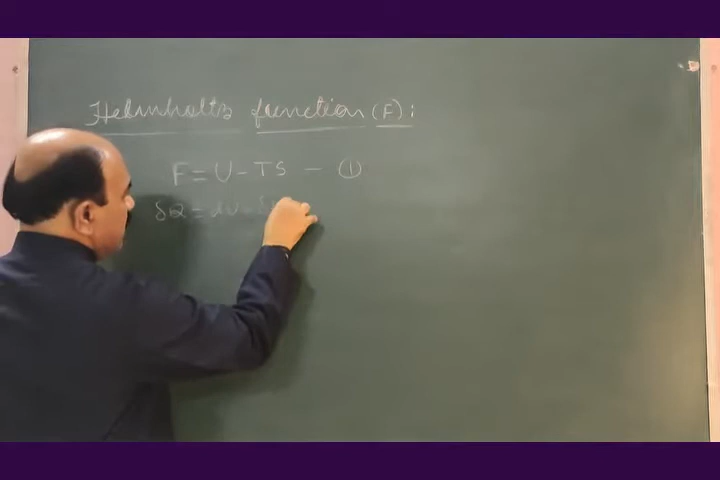 Helmholtz function (F) :
F = U - TS - ①
δQ = dU + δ